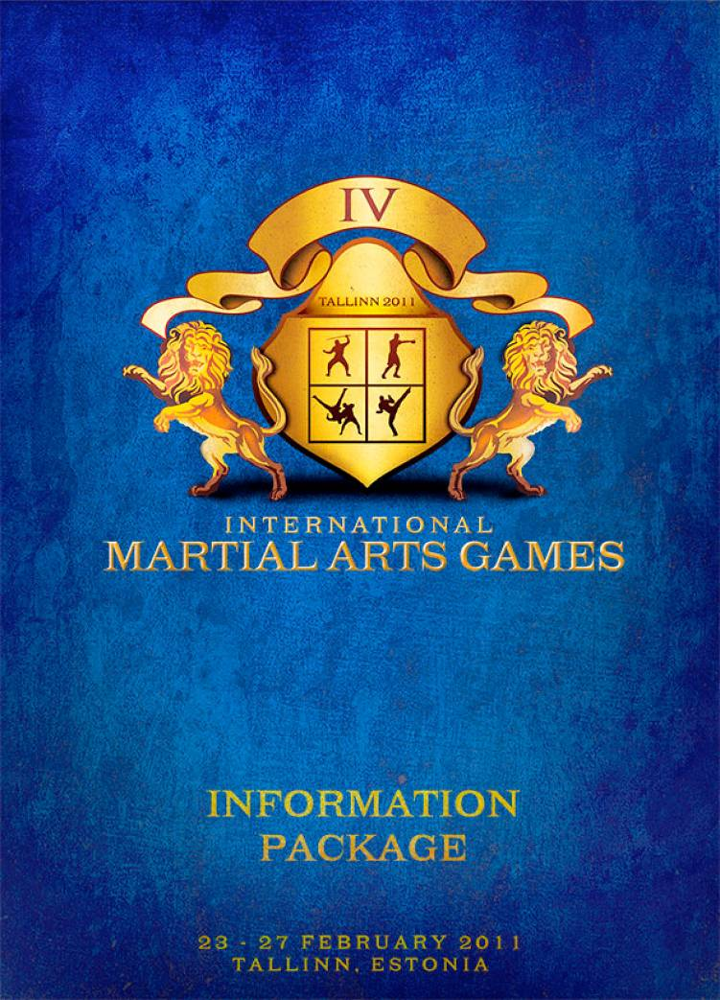 IV
TALLINN 2011
INTERNATIONAL
MARTIAL ARTS GAMES
INFORMATION
PACKAGE
23 - 27 FEBRUARY 2011
TALLINN, ESTONIA